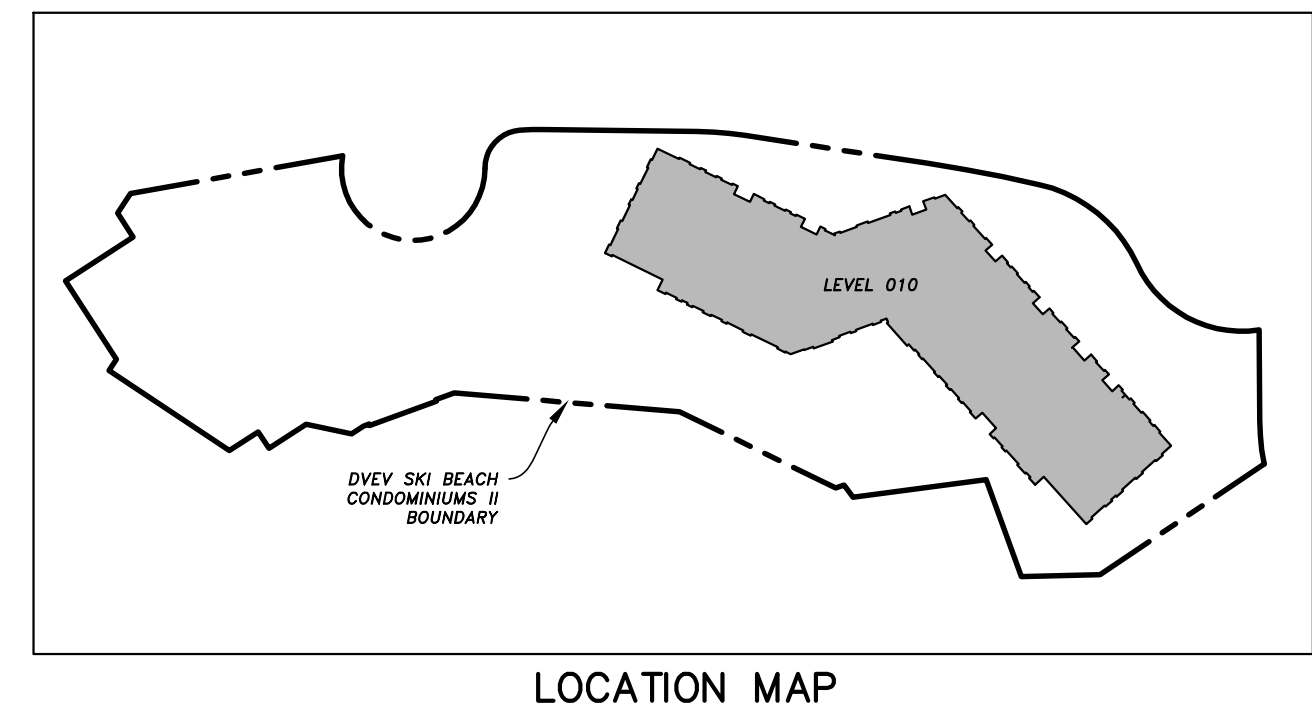 LEVEL 010
DVEV SKI BEACH
CONDOMINIUMS II
BOUNDARY
LOCATION MAP